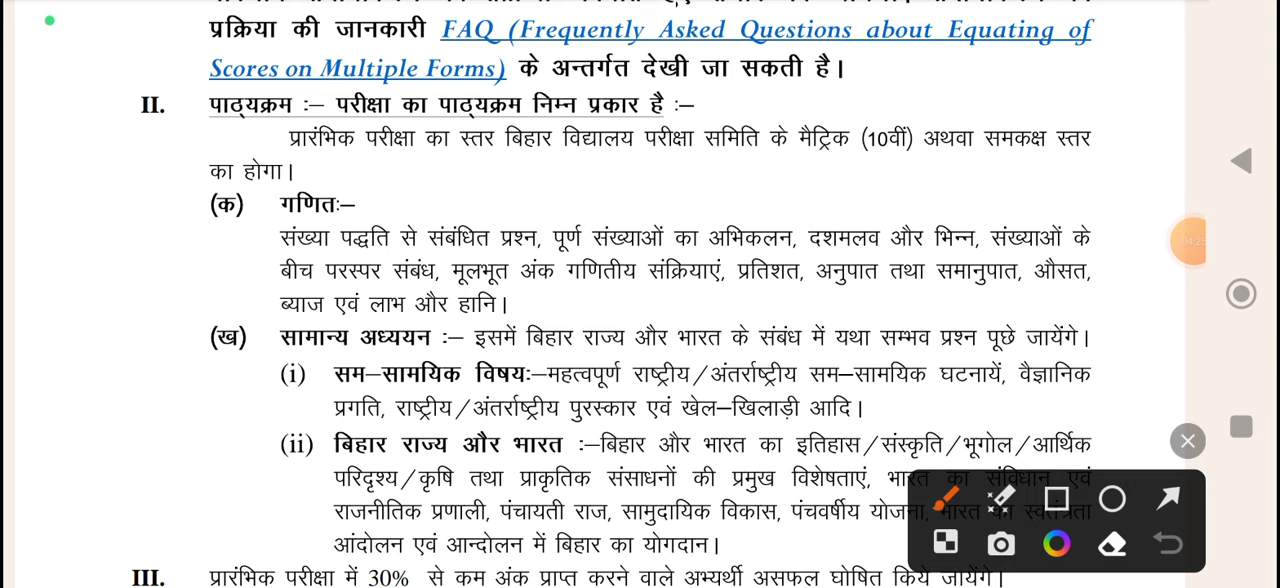 प्रक्रिया की जानकारी FAQ (Frequently Asked Questions about Equating of
Scores on Multiple Forms) के अन्तर्गत देखी जा सकती है।
II. पाठ्यक्रम :– परीक्षा का पाठ्यक्रम निम्न प्रकार है :–
प्रारंभिक परीक्षा का स्तर बिहार विद्यालय परीक्षा समिति के मैट्रिक (10वीं) अथवा समकक्ष स्तर
का होगा।
(क) गणितः–
संख्या पद्धति से संबंधित प्रश्न, पूर्ण संख्याओं का अभिकलन, दशमलव और भिन्न, संख्याओं के
बीच परस्पर संबंध, मूलभूत अंक गणितीय संक्रियाएं, प्रतिशत, अनुपात तथा समानुपात, औसत,
ब्याज एवं लाभ और हानि।
(ख) सामान्य अध्ययन :– इसमें बिहार राज्य और भारत के संबंध में यथा सम्भव प्रश्न पूछे जायेंगे।
(i) सम–सामयिक विषयः–महत्वपूर्ण राष्ट्रीय/अंतर्राष्ट्रीय सम–सामयिक घटनायें, वैज्ञानिक
प्रगति, राष्ट्रीय/अंतर्राष्ट्रीय पुरस्कार एवं खेल–खिलाड़ी आदि।
(ii) बिहार राज्य और भारत :–बिहार और भारत का इतिहास/संस्कृति/भूगोल/आर्थिक
परिदृश्य/कृषि तथा प्राकृतिक संसाधनों की प्रमुख विशेषताएं, भारत का संविधान एवं
राजनीतिक प्रणाली, पंचायती राज, सामुदायिक विकास, पंचवर्षीय योजना, भारत का स्वतंत्रता
आंदोलन एवं आन्दोलन में बिहार का योगदान।
III. प्रारंभिक परीक्षा में 30% से कम अंक प्राप्त करने वाले अभ्यर्थी असफल घोषित किये जायेंगे।